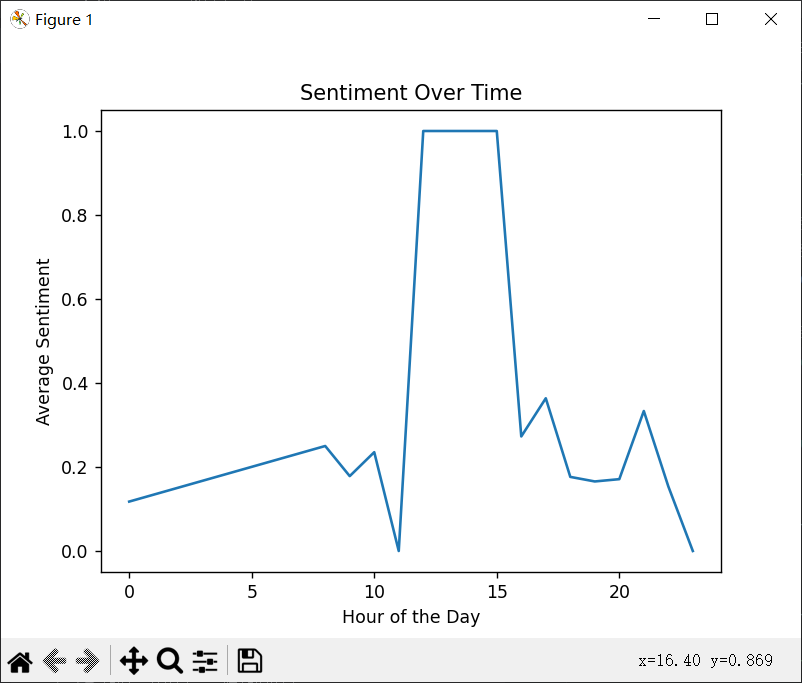 Figure 1
Sentiment Over Time
Average Sentiment
1.0
0.8
0.6
0.4
0.2
0.0
0 5 10 15 20
Hour of the Day
x=16.40 y=0.869